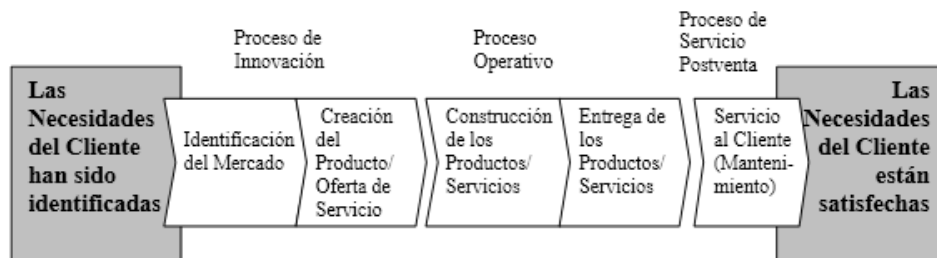 Proceso de
Innovación
Proceso
Operativo
Proceso de
Servicio
Postventa
Las
Necesidades
del Cliente
han sido
identificadas
Identificación
del Mercado
Creación
del
Producto/
Oferta de
Servicio
Construcción
de los
Productos/
Servicios
Entrega de
los
Productos/
Servicios
Servicio
al Cliente
(Manteni-
miento)
Las
Necesidades
del Cliente
están
satisfechas